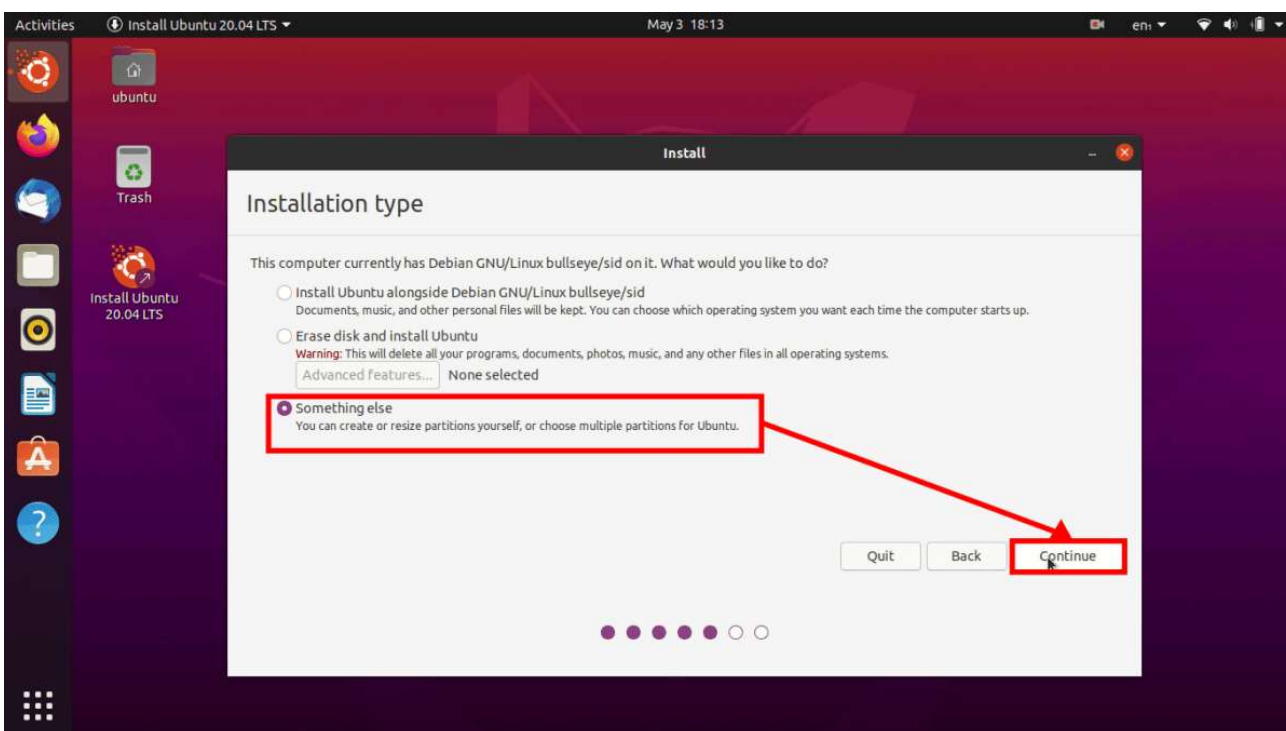 Activities
Install Ubuntu 20.04 LTS
May 3 18:13
en₁
ubuntu
Trash
Install Ubuntu
20.04 LTS
Install
Installation type
This computer currently has Debian GNU/Linux bullseye/sid on it. What would you like to do?
Install Ubuntu alongside Debian GNU/Linux bullseye/sid
Documents, music, and other personal files will be kept. You can choose which operating system you want each time the computer starts up.
Erase disk and install Ubuntu
Warning: This will delete all your programs, documents, photos, music, and any other files in all operating systems.
Advanced features... None selected
Something else
You can create or resize partitions yourself, or choose multiple partitions for Ubuntu.
Quit Back Continue